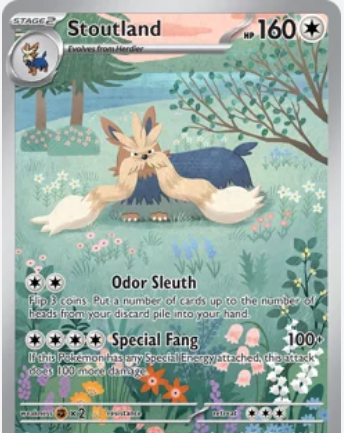 STAGE 2
Stoutland
HP 160
Evolves from Herdier
Odor Sleuth
Flip 3 coins. Put a number of cards up to the number of
heads from your discard pile into your hand.
Special Fang 100+
If this Pokémon has any Special Energy attached, this attack
does 100 more damage.
weakness ×2 resistance retreat